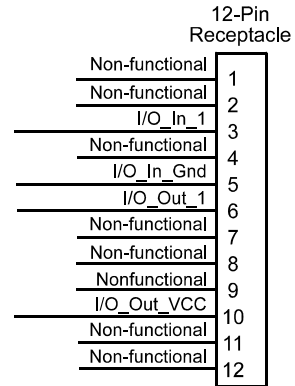 12-Pin
Receptacle
Non-functional
1
Non-functional
2
I/O_In_1
3
Non-functional
4
I/O_In_Gnd
5
I/O_Out_1
6
Non-functional
7
Non-functional
8
Nonfunctional
9
I/O_Out_VCC
10
Non-functional
11
Non-functional
12